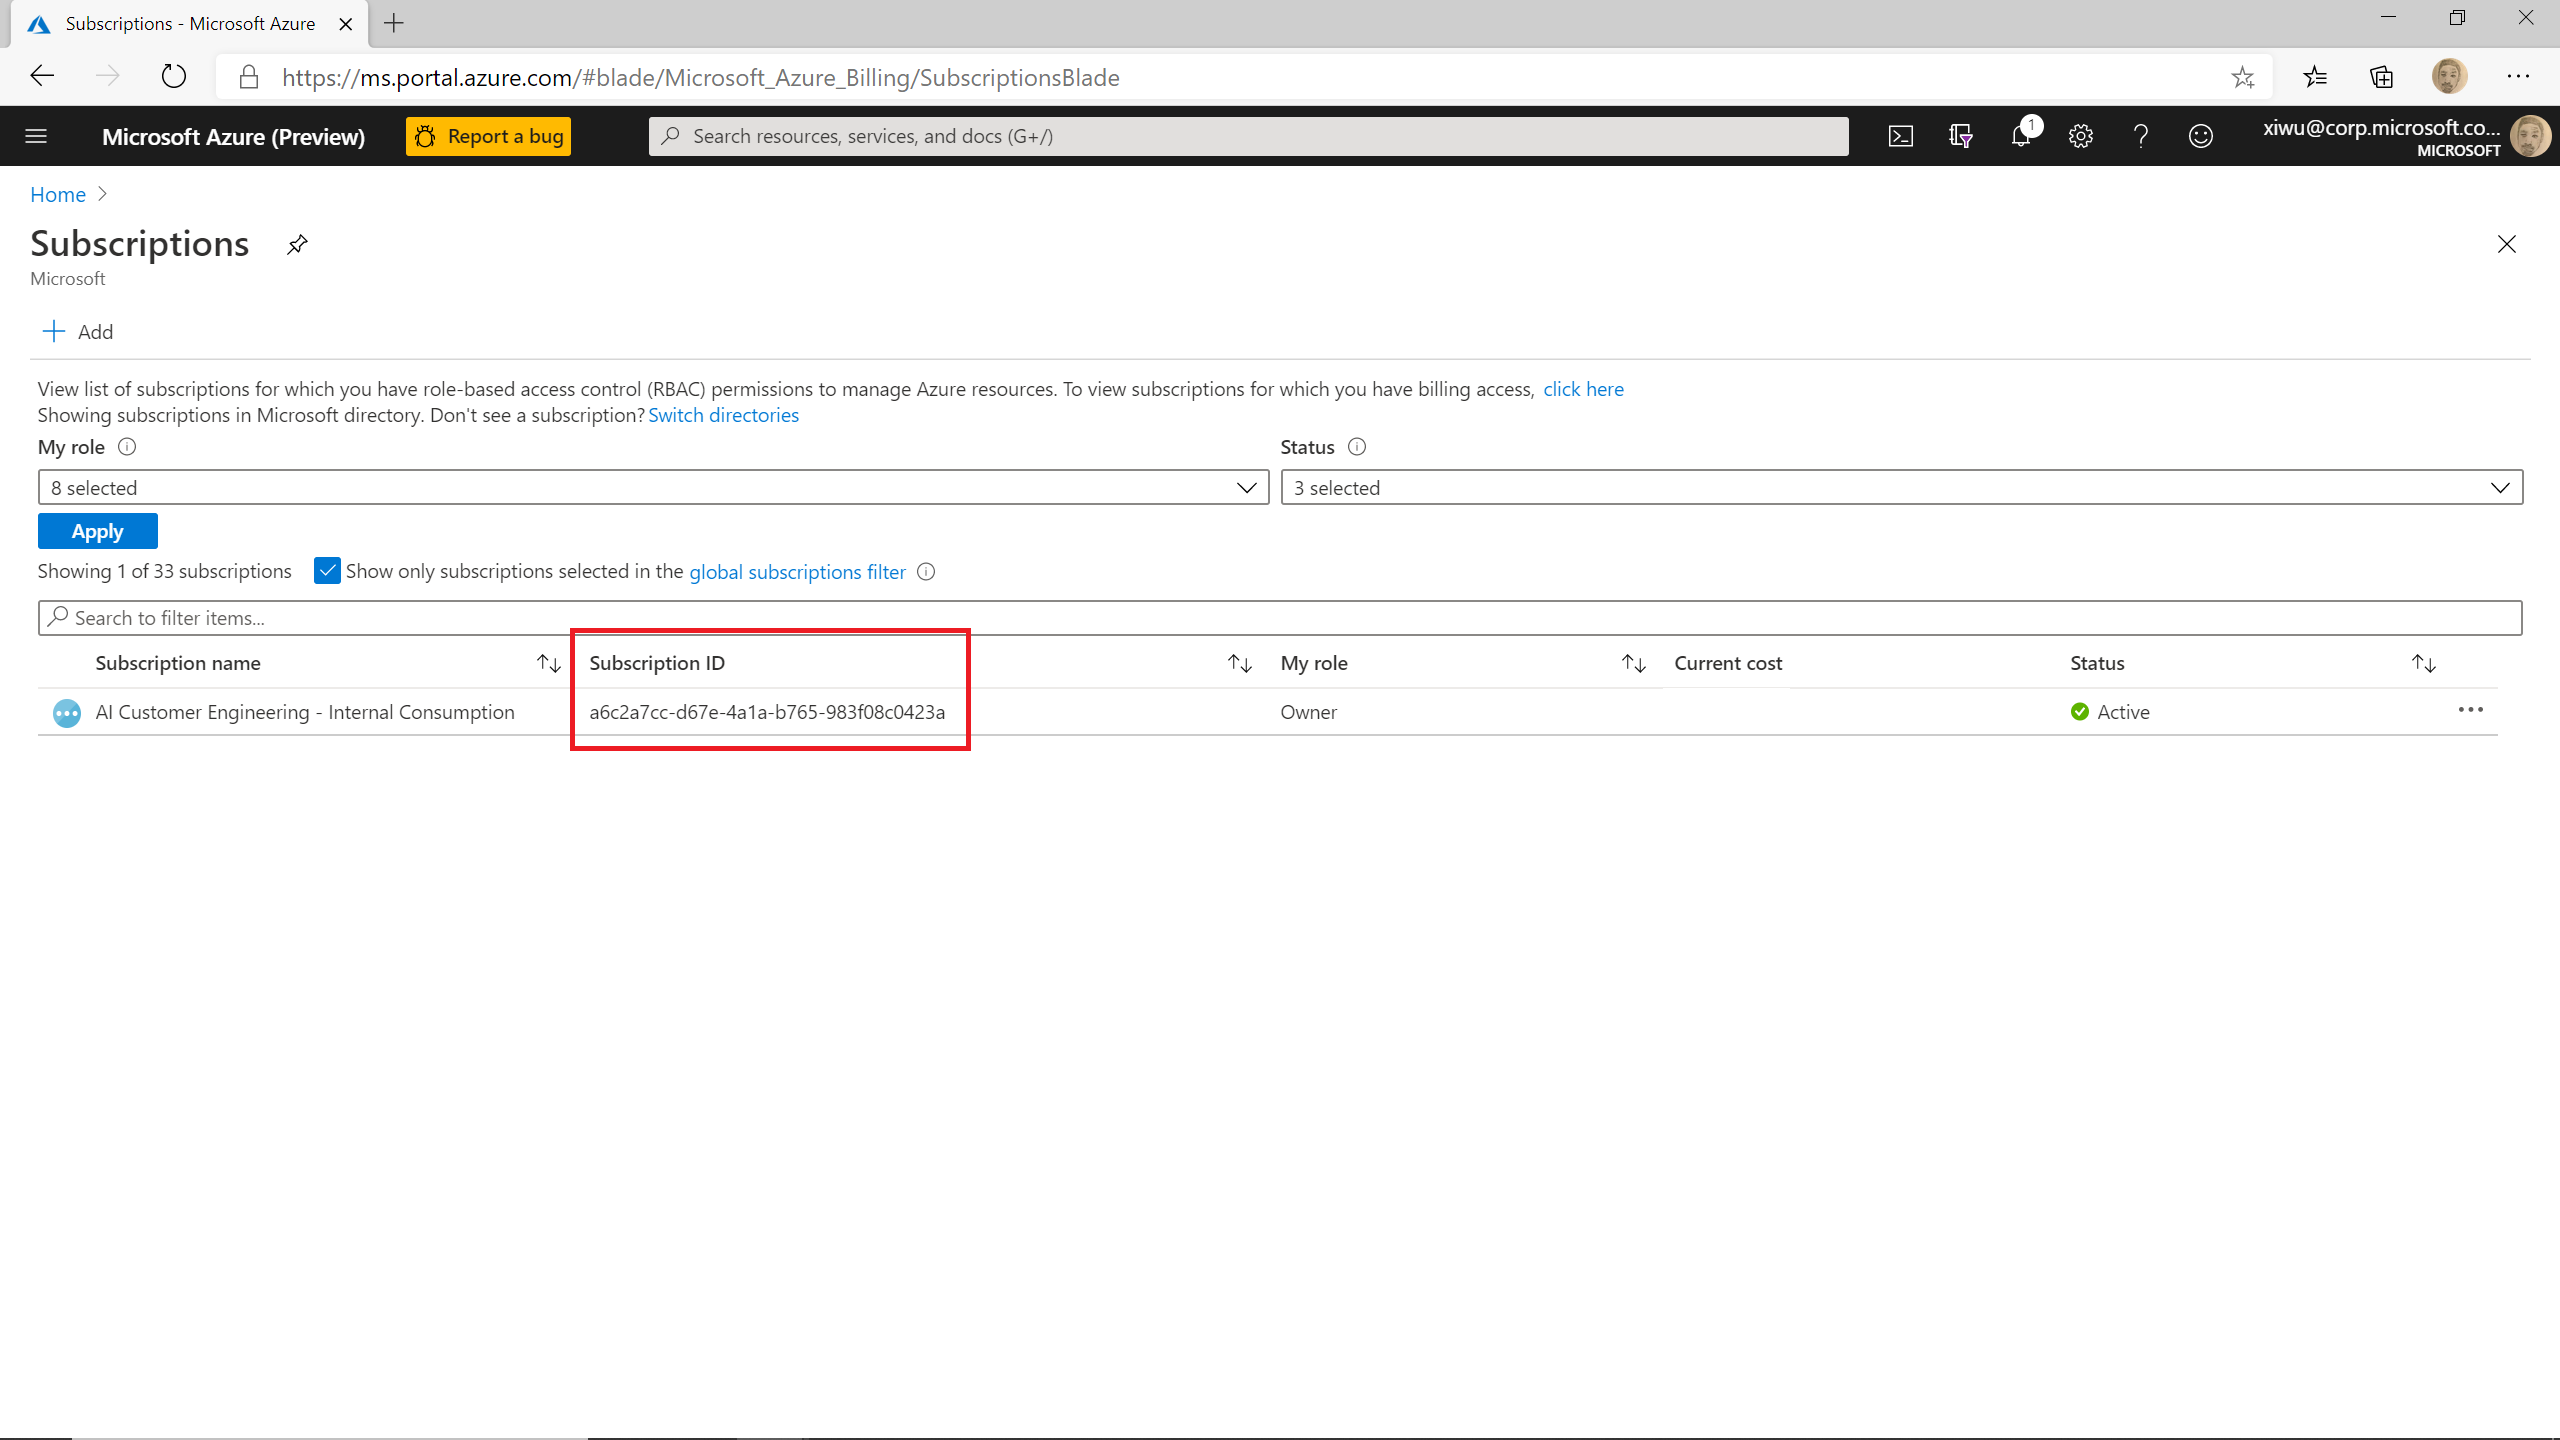 Subscriptions - Microsoft Azure
https://ms.portal.azure.com/#blade/Microsoft_Azure_Billing/SubscriptionsBlade
Microsoft Azure (Preview)
Report a bug
Search resources, services, and docs (G+/)
1
xiwu@corp.microsoft.co...
MICROSOFT
Home
Subscriptions
Microsoft
Add
View list of subscriptions for which you have role-based access control (RBAC) permissions to manage Azure resources. To view subscriptions for which you have billing access, click here
Showing subscriptions in Microsoft directory. Don't see a subscription? Switch directories
My role
Status
8 selected
3 selected
Apply
Showing 1 of 33 subscriptions
Show only subscriptions selected in the global subscriptions filter
Search to filter items...
Subscription name
Subscription ID
My role
Current cost
Status
AI Customer Engineering - Internal Consumption
a6c2a7cc-d67e-4a1a-b765-983f08c0423a
Owner
Active